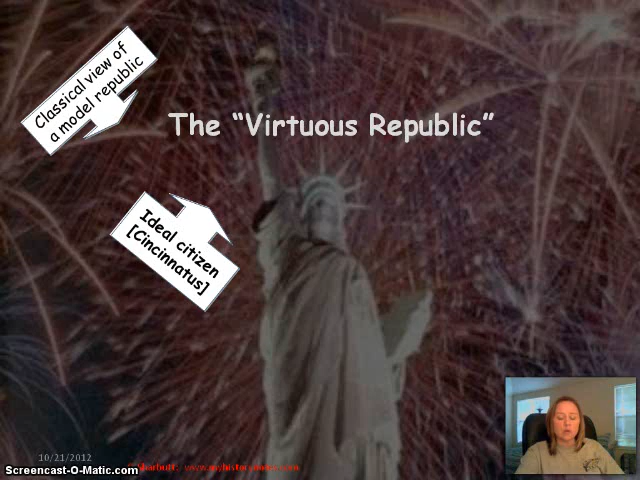 Classical view of
a model republic
The “Virtuous Republic”
Ideal citizen
[Cincinnatus]
10/21/2012
Screencast-O-Matic.com